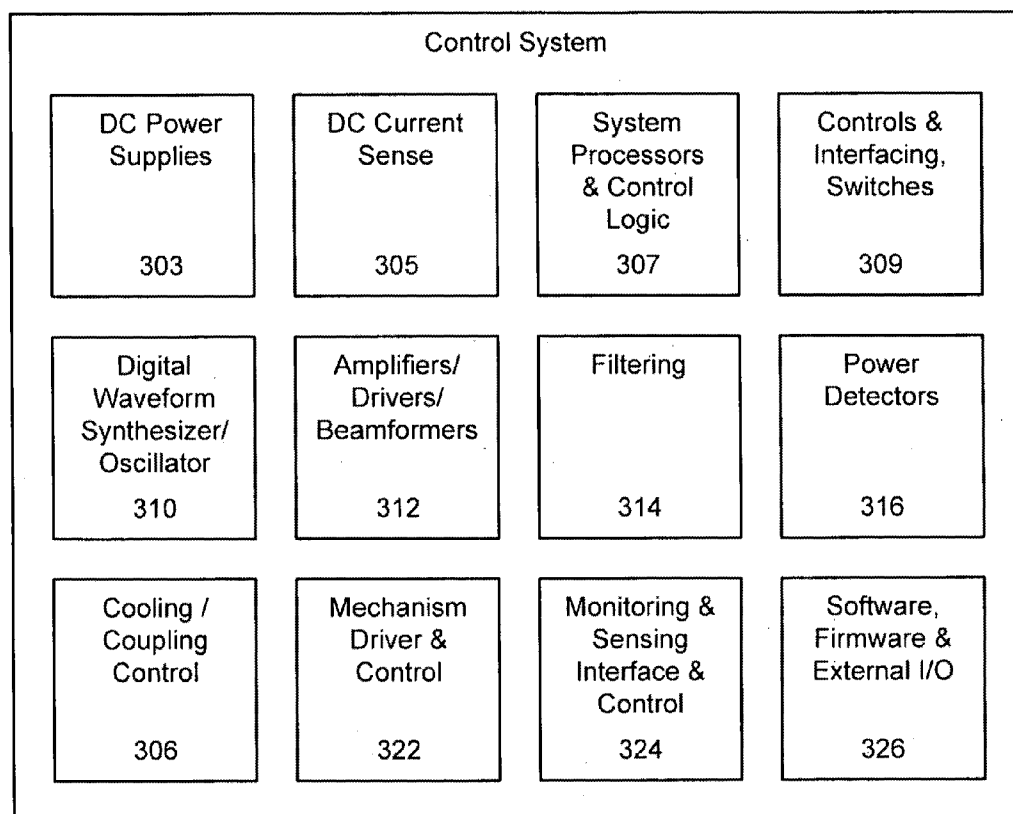 Control System
DC Power
Supplies
303
DC Current
Sense
305
System
Processors
& Control
Logic
307
Controls &
Interfacing,
Switches
309
Digital
Waveform
Synthesizer/
Oscillator
310
Amplifiers/
Drivers/
Beamformers
312
Filtering
314
Power
Detectors
316
Cooling /
Coupling
Control
306
Mechanism
Driver &
Control
322
Monitoring &
Sensing
Interface &
Control
324
Software,
Firmware &
External I/O
326